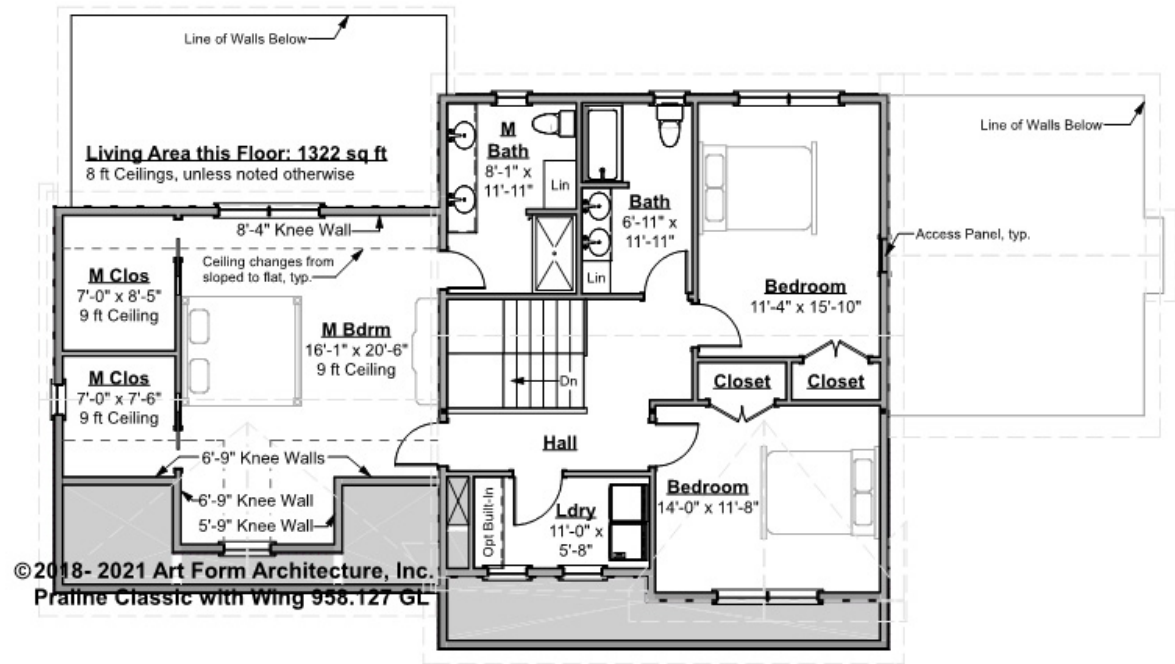 Line of Walls Below
Line of Walls Below
Living Area this Floor: 1322 sq ft
8 ft Ceilings, unless noted otherwise
M
Bath
8'-1" x
11'-11"
Lin
Bath
6'-11" x
11'-11"
Lin
8'-4" Knee Wall
Ceiling changes from
sloped to flat, typ.
Access Panel, typ.
M Clos
7'-0" x 8'-5"
9 ft Ceiling
M Bdrm
16'-1" x 20'-6"
9 ft Ceiling
Bedroom
11'-4" x 15'-10"
M Clos
7'-0" x 7'-6"
9 ft Ceiling
Dn
Closet
Closet
Hall
6'-9" Knee Walls
6'-9" Knee Wall
5'-9" Knee Wall
Opt Built-In
Ldry
11'-0" x
5'-8"
Bedroom
14'-0" x 11'-8"
©2018- 2021 Art Form Architecture, Inc.
Praline Classic with Wing 958.127 GL